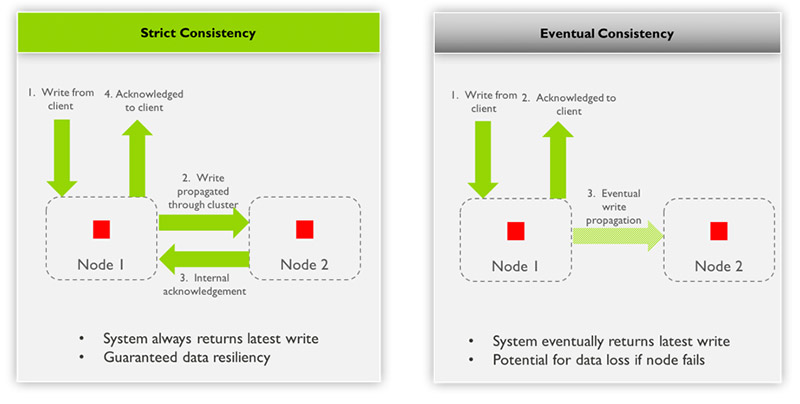 Strict Consistency
1. Write from
client
4. Acknowledged
to client
2. Write
propagated
through cluster
Node 1
Node 2
3. Internal
acknowledgement
• System always returns latest write
• Guaranteed data resiliency
Eventual Consistency
1. Write from
client
2. Acknowledged to
client
3. Eventual
write
propagation
Node 1
Node 2
• System eventually returns latest write
• Potential for data loss if node fails